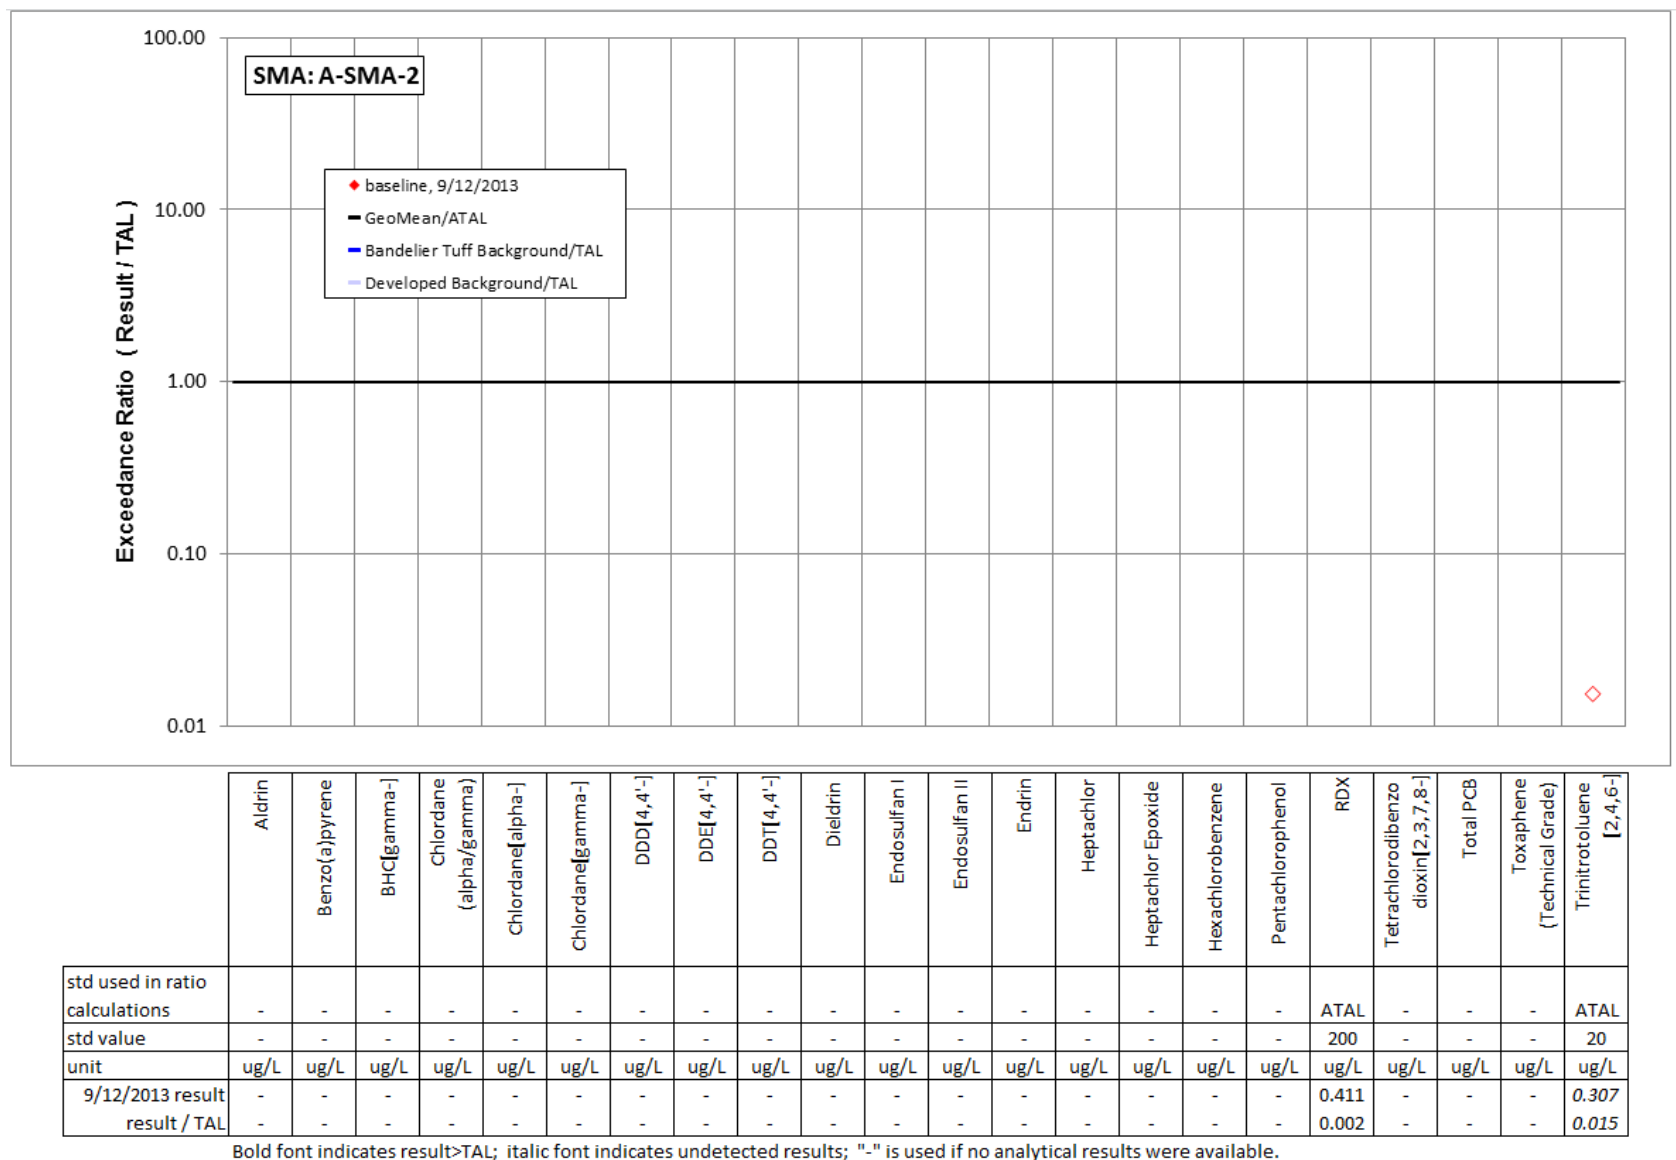 100.00
SMA: A-SMA-2
baseline, 9/12/2013
10.00
GeoMean/ATAL
Bandelier Tuff Background/TAL
Developed Background/TAL
Exceedance Ratio ( Result / TAL )
1.00
0.10
0.01
Aldrin
Benzo(a)pyrene
BHC[gamma-]
Chlordane
(alpha/gamma)
Chlordane[alpha-]
Chlordane[gamma-]
DDD[4,4'-]
DDE[4,4'-]
DDT[4,4'-]
Dieldrin
Endosulfan I
Endosulfan II
Endrin
Heptachlor
Heptachlor Epoxide
Hexachlorobenzene
Pentachlorophenol
RDX
Tetrachlorodibenzo
dioxin[2,3,7,8-]
Total PCB
Toxaphene
(Technical Grade)
Trinitrotoluene
[2,4,6-]
std used in ratio
calculations - - - - - - - - - - - - - - - - - ATAL - - - ATAL
std value - - - - - - - - - - - - - - - - - 200 - - - 20
unit ug/L ug/L ug/L ug/L ug/L ug/L ug/L ug/L ug/L ug/L ug/L ug/L ug/L ug/L ug/L ug/L ug/L ug/L ug/L ug/L ug/L ug/L
9/12/2013 result - - - - - - - - - - - - - - - - - 0.411 - - - 0.307
result / TAL - - - - - - - - - - - - - - - - - 0.002 - - - 0.015
Bold font indicates result>TAL; italic font indicates undetected results; "-" is used if no analytical results were available.